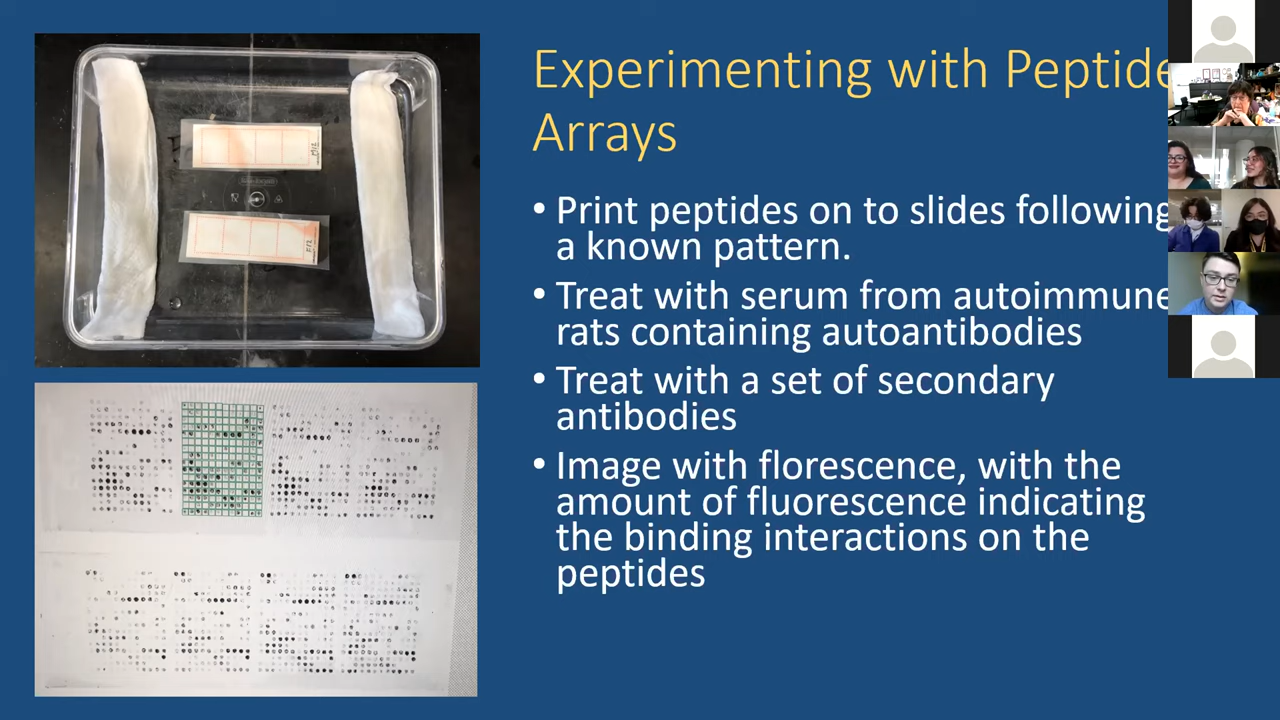 Experimenting with Peptide
Arrays
• Print peptides on to slides following
a known pattern.
• Treat with serum from autoimmune
rats containing autoantibodies
• Treat with a set of secondary
antibodies
• Image with florescence, with the
amount of fluorescence indicating
the binding interactions on the
peptides